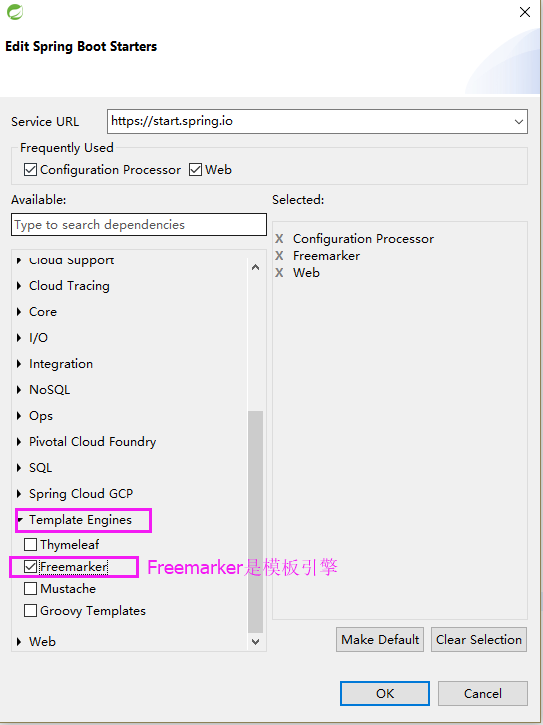 Edit Spring Boot Starters
Service URL
https://start.spring.io
Frequently Used
Configuration Processor
Web
Available:
Selected:
Type to search dependencies
Configuration Processor
Freemarker
Web
Cloud Support
Cloud Tracing
Core
I/O
Integration
NoSQL
Ops
Pivotal Cloud Foundry
SQL
Spring Cloud GCP
Template Engines
Thymeleaf
Freemarker
Freemarker是模板引擎
Mustache
Groovy Templates
Web
Make Default
Clear Selection
OK
Cancel